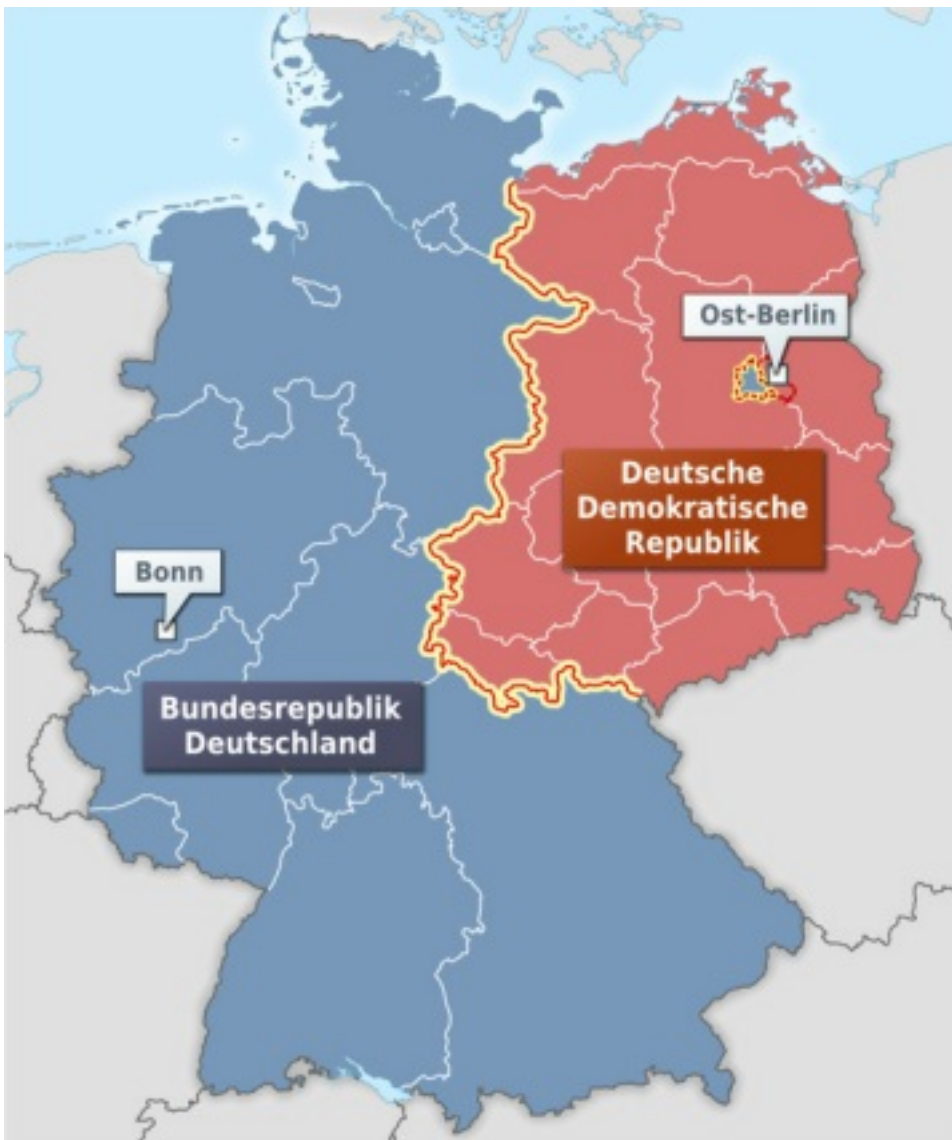 Ost-Berlin
Deutsche
Demokratische
Republik
Bonn
Bundesrepublik
Deutschland